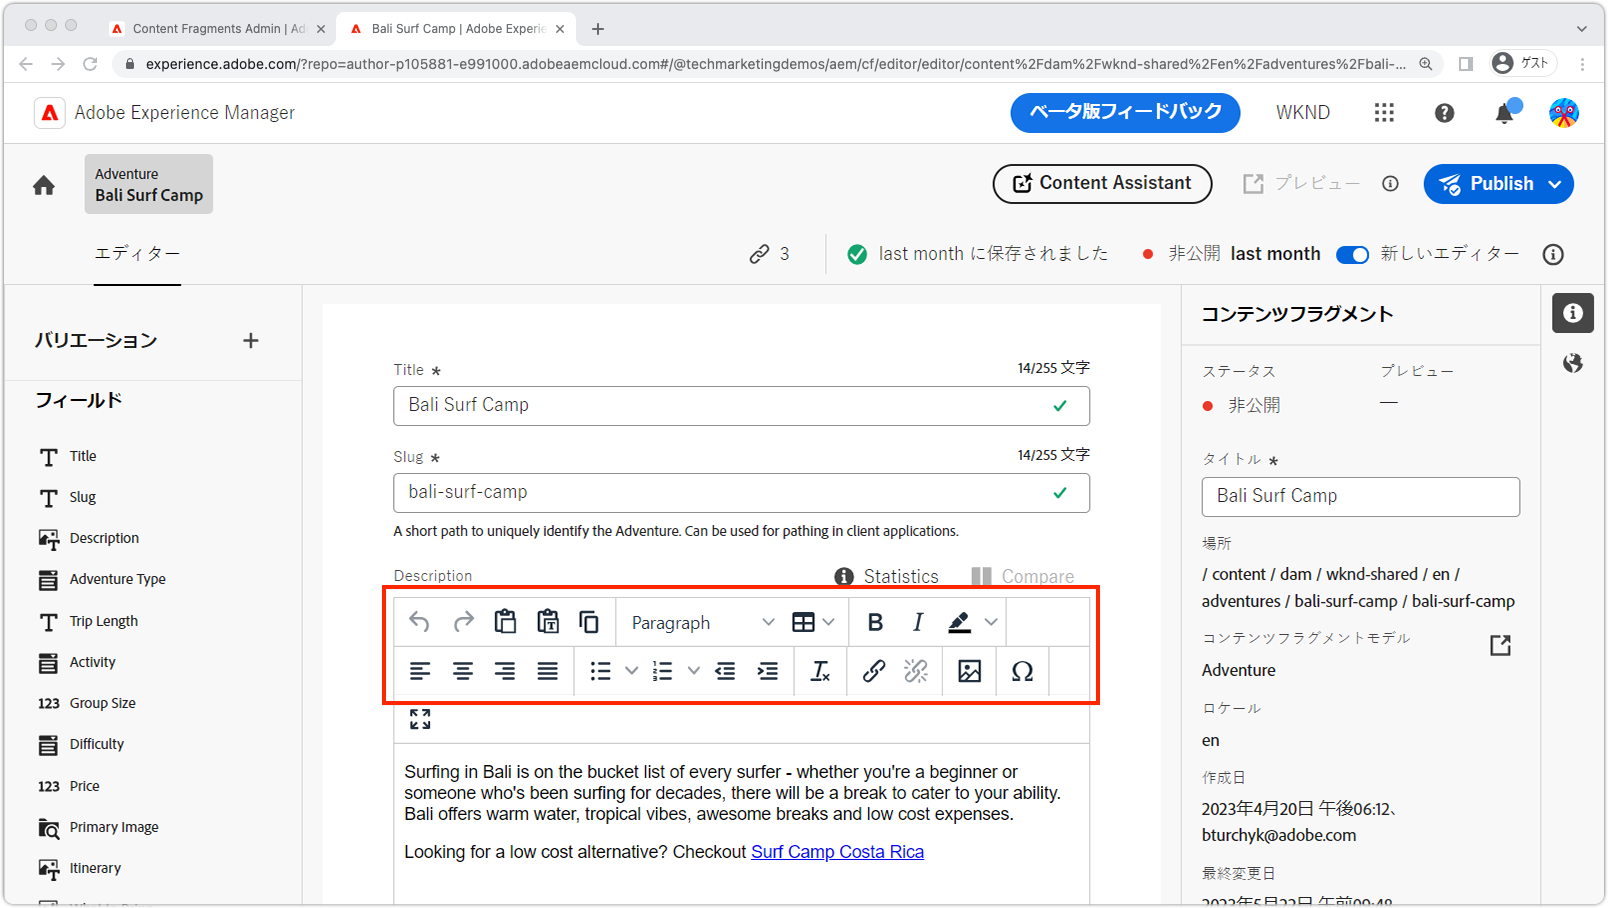 Content Fragments Admin | Ad
Bali Surf Camp | Adobe Experie
experience.adobe.com/?repo=author-p105881-e991000.adobeaemcloud.com#/@techmarketingdemos/aem/cf/editor/editor/content%2Fdam%2Fwknd-shared%2Fen%2Fadventures%2Fbali-...
ゲスト
Adobe Experience Manager
ベータ版フィードバック
WKND
Adventure
Bali Surf Camp
Content Assistant
プレビュー
Publish
エディター
3
last month に保存されました
非公開 last month
新しいエディター
バリエーション
フィールド
Title
Slug
Description
Adventure Type
Trip Length
Activity
123 Group Size
Difficulty
123 Price
Primary Image
Itinerary
Title *
14/255 文字
Bali Surf Camp
Slug *
14/255 文字
bali-surf-camp
A short path to uniquely identify the Adventure. Can be used for pathing in client applications.
Description
Statistics
Compare
Paragraph
B I
Ω
Surfing in Bali is on the bucket list of every surfer - whether you're a beginner or
someone who's been surfing for decades, there will be a break to cater to your ability.
Bali offers warm water, tropical vibes, awesome breaks and low cost expenses.
Looking for a low cost alternative? Checkout Surf Camp Costa Rica
コンテンツフラグメント
ステータス
プレビュー
非公開
—
タイトル *
Bali Surf Camp
場所
/ content / dam / wknd-shared / en /
adventures / bali-surf-camp / bali-surf-camp
コンテンツフラグメントモデル
Adventure
ロケール
en
作成日
2023年4月20日 午後06:12、
bturchyk@adobe.com
最終変更日
2023年5月22日 午前09:48